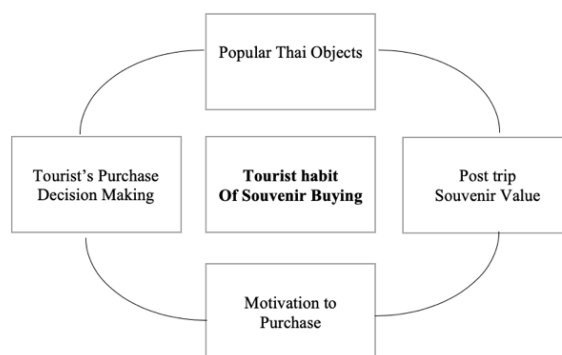 Popular Thai Objects
Tourist's Purchase
Decision Making
Tourist habit
Of Souvenir Buying
Post trip
Souvenir Value
Motivation to
Purchase